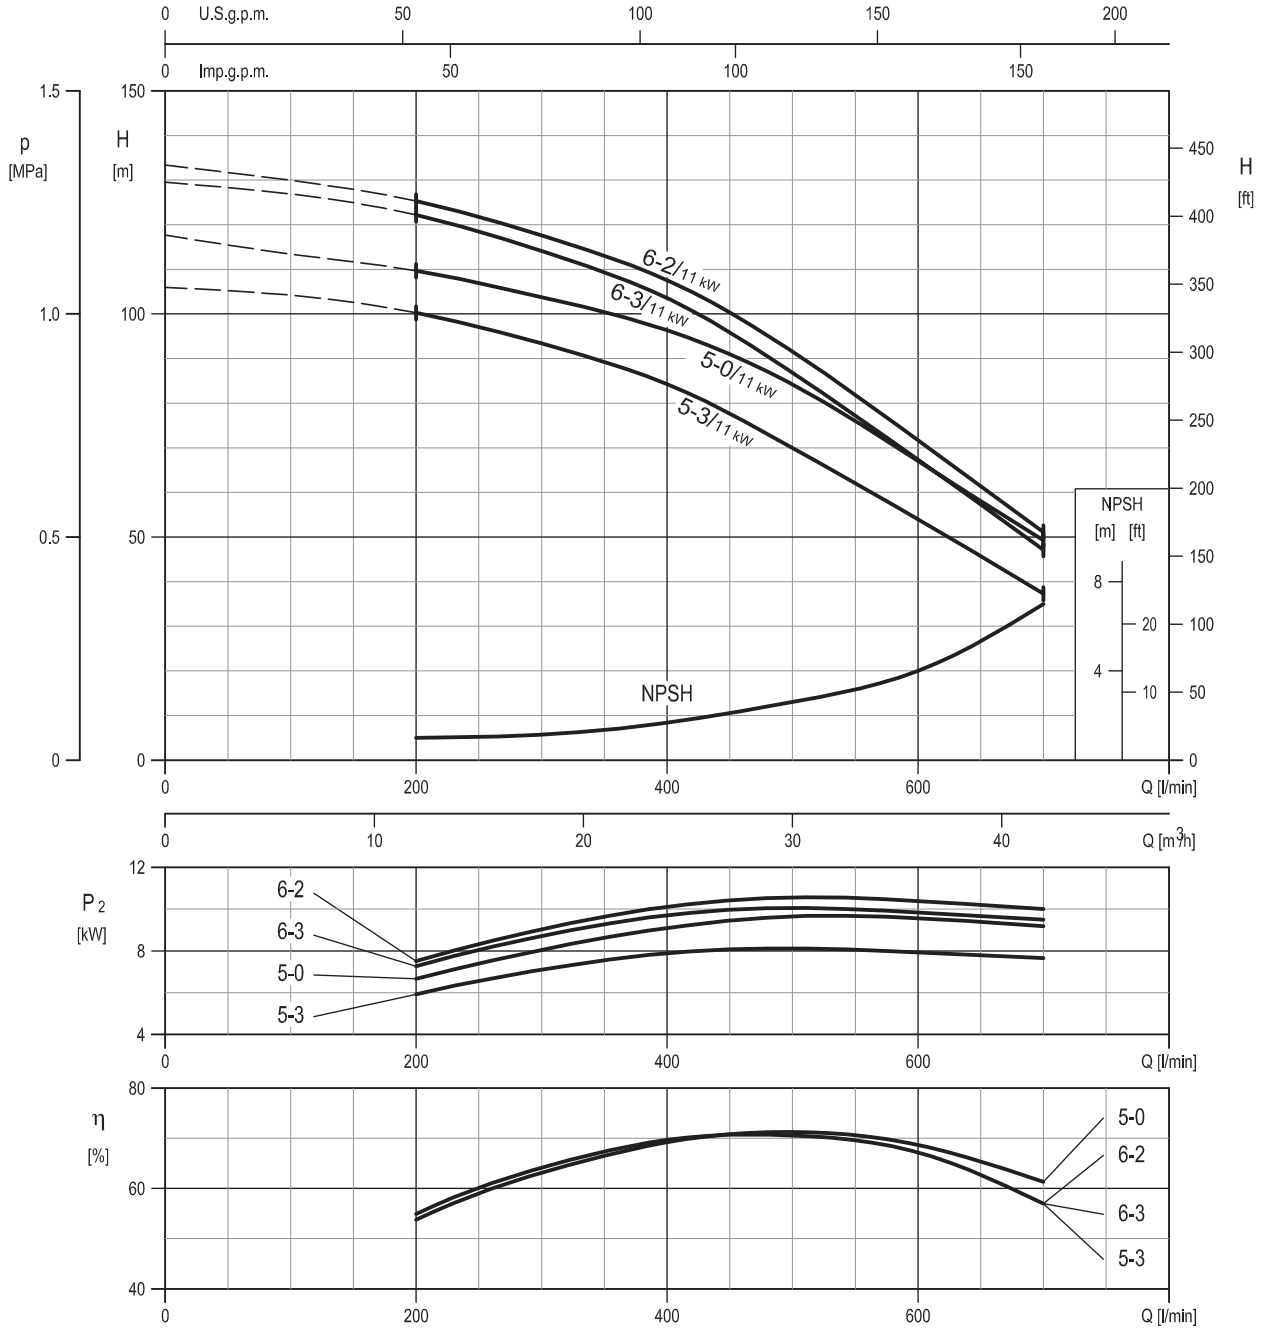 0 U.S.g.p.m. 50 100 150 200
0 Imp.g.p.m. 50 100 150
1.5 150
p H
[MPa] [m]
450
H
[ft]
400
6-2/11 kW
6-3/11 kW
350
1.0 100
300
5-0/11 kW
5-3/11 kW
250
200
NPSH
[m] [ft]
0.5 50
150
8
20 100
4
10 50
NPSH
0 0 0
0 200 400 600 Q [l/min]
0 10 20 30 40 Q [m³/h]
12
P2
[kW]
6-2
6-3
8
5-0
5-3
4
0 200 400 600 Q [l/min]
80
η
[%]
5-0
6-2
60
6-3
5-3
40
0 200 400 600 Q [l/min]